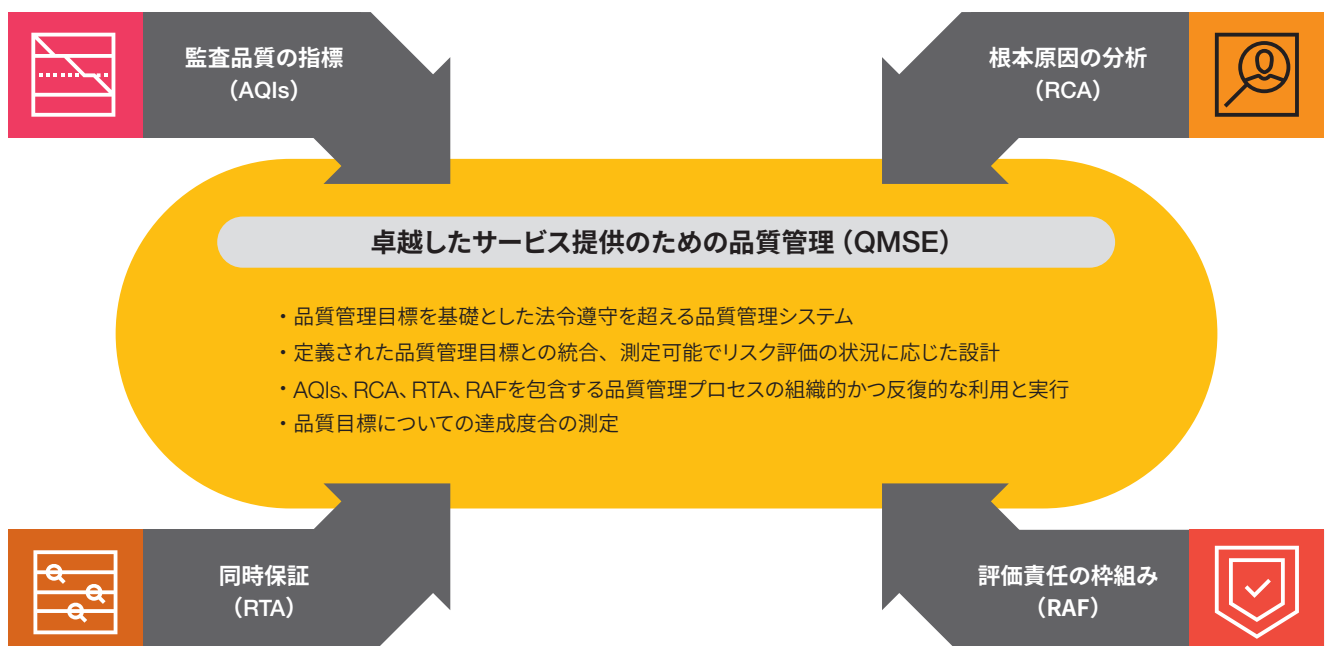 監査品質の指標
（AQIs）
根本原因の分析
（RCA）
卓越したサービス提供のための品質管理（QMSE）
・品質管理目標を基礎とした法令遵守を超える品質管理システム
・定義された品質管理目標との統合、測定可能でリスク評価の状況に応じた設計
・AQIs、RCA、RTA、RAFを包含する品質管理プロセスの組織的かつ反復的な利用と実行
・品質目標についての達成度合の測定
同時保証
（RTA）
評価責任の枠組み
（RAF）